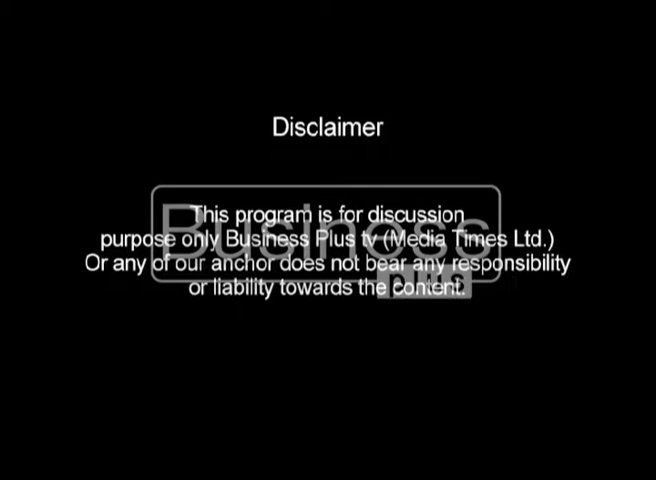 Disclaimer
This program is for discussion
purpose only Business Plus tv (Media Times Ltd.)
Or any of our anchor does not bear any responsibility
or liability towards the content.
Business
plus